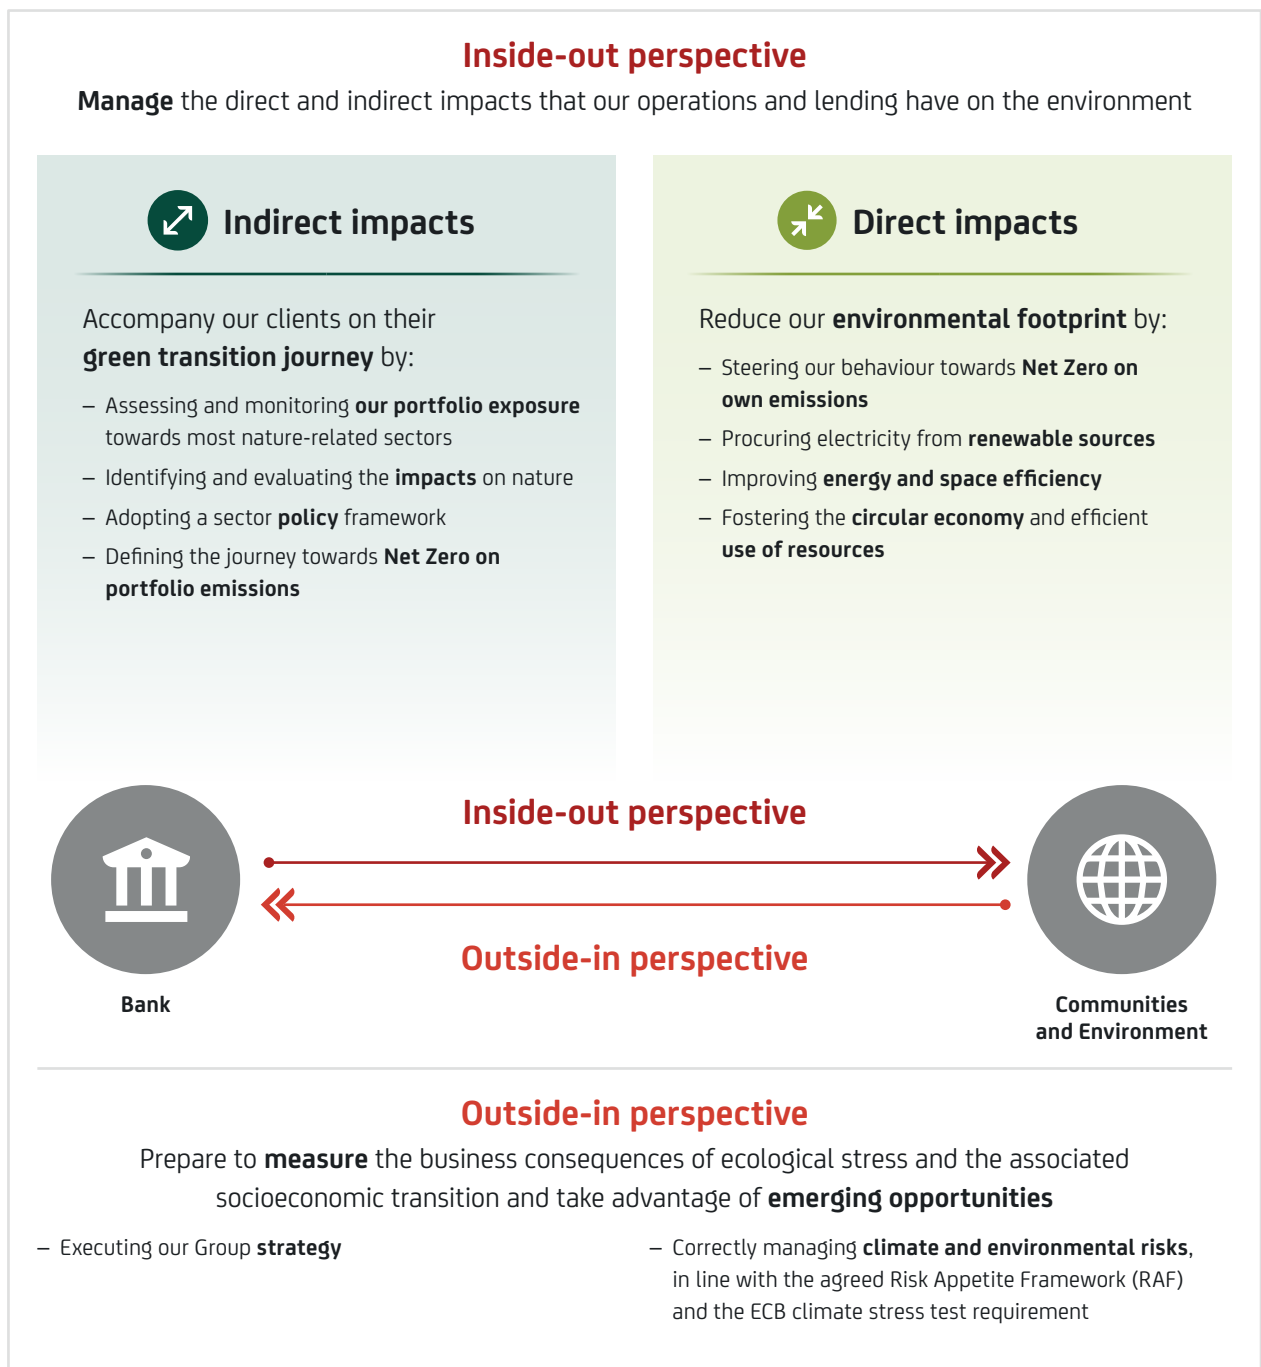 Inside-out perspective
Manage the direct and indirect impacts that our operations and lending have on the environment
Indirect impacts
Accompany our clients on their
green transition journey by:
– Assessing and monitoring our portfolio exposure
towards most nature-related sectors
– Identifying and evaluating the impacts on nature
– Adopting a sector policy framework
– Defining the journey towards Net Zero on
portfolio emissions
Direct impacts
Reduce our environmental footprint by:
– Steering our behaviour towards Net Zero on
own emissions
– Procuring electricity from renewable sources
– Improving energy and space efficiency
– Fostering the circular economy and efficient
use of resources
Inside-out perspective
Outside-in perspective
Bank
Communities
and Environment
Outside-in perspective
Prepare to measure the business consequences of ecological stress and the associated
socioeconomic transition and take advantage of emerging opportunities
– Executing our Group strategy
– Correctly managing climate and environmental risks,
in line with the agreed Risk Appetite Framework (RAF)
and the ECB climate stress test requirement